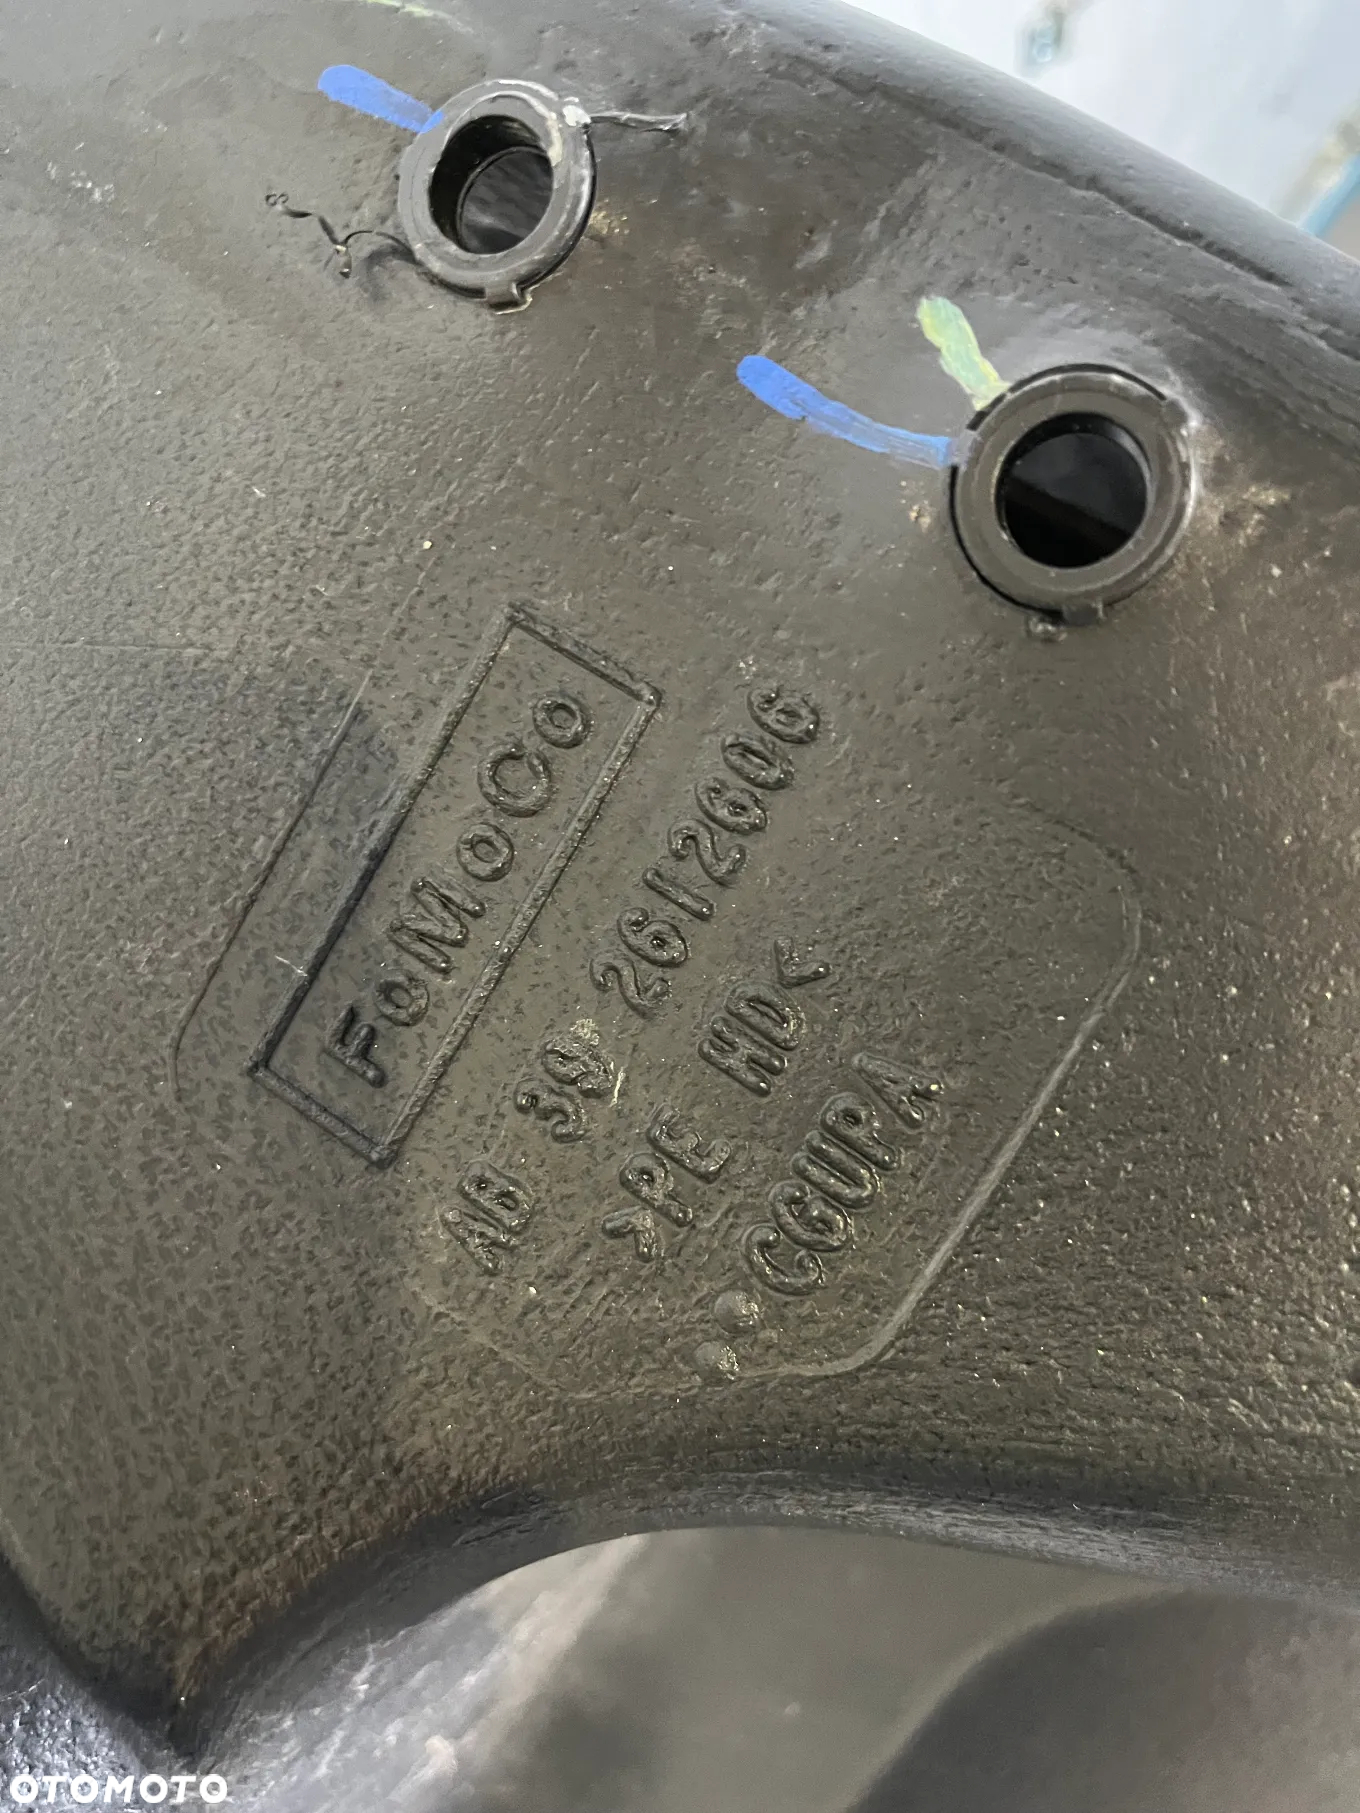 FoMoCo
AB 39 2612606
>PE HD<
CGUPA
OTOMOTO